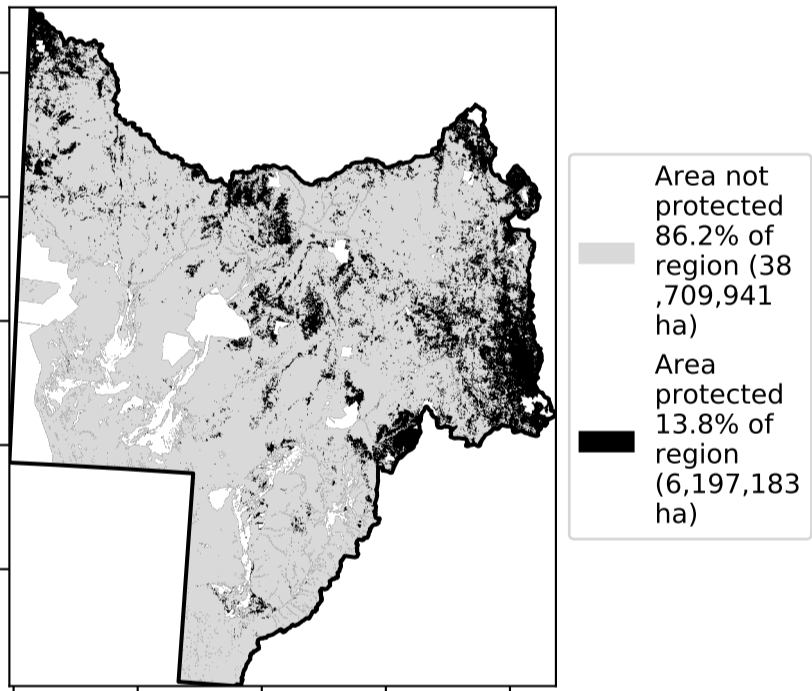 Area not
protected
86.2% of
region (38
,709,941
ha)
Area
protected
13.8% of
region
(6,197,183
ha)